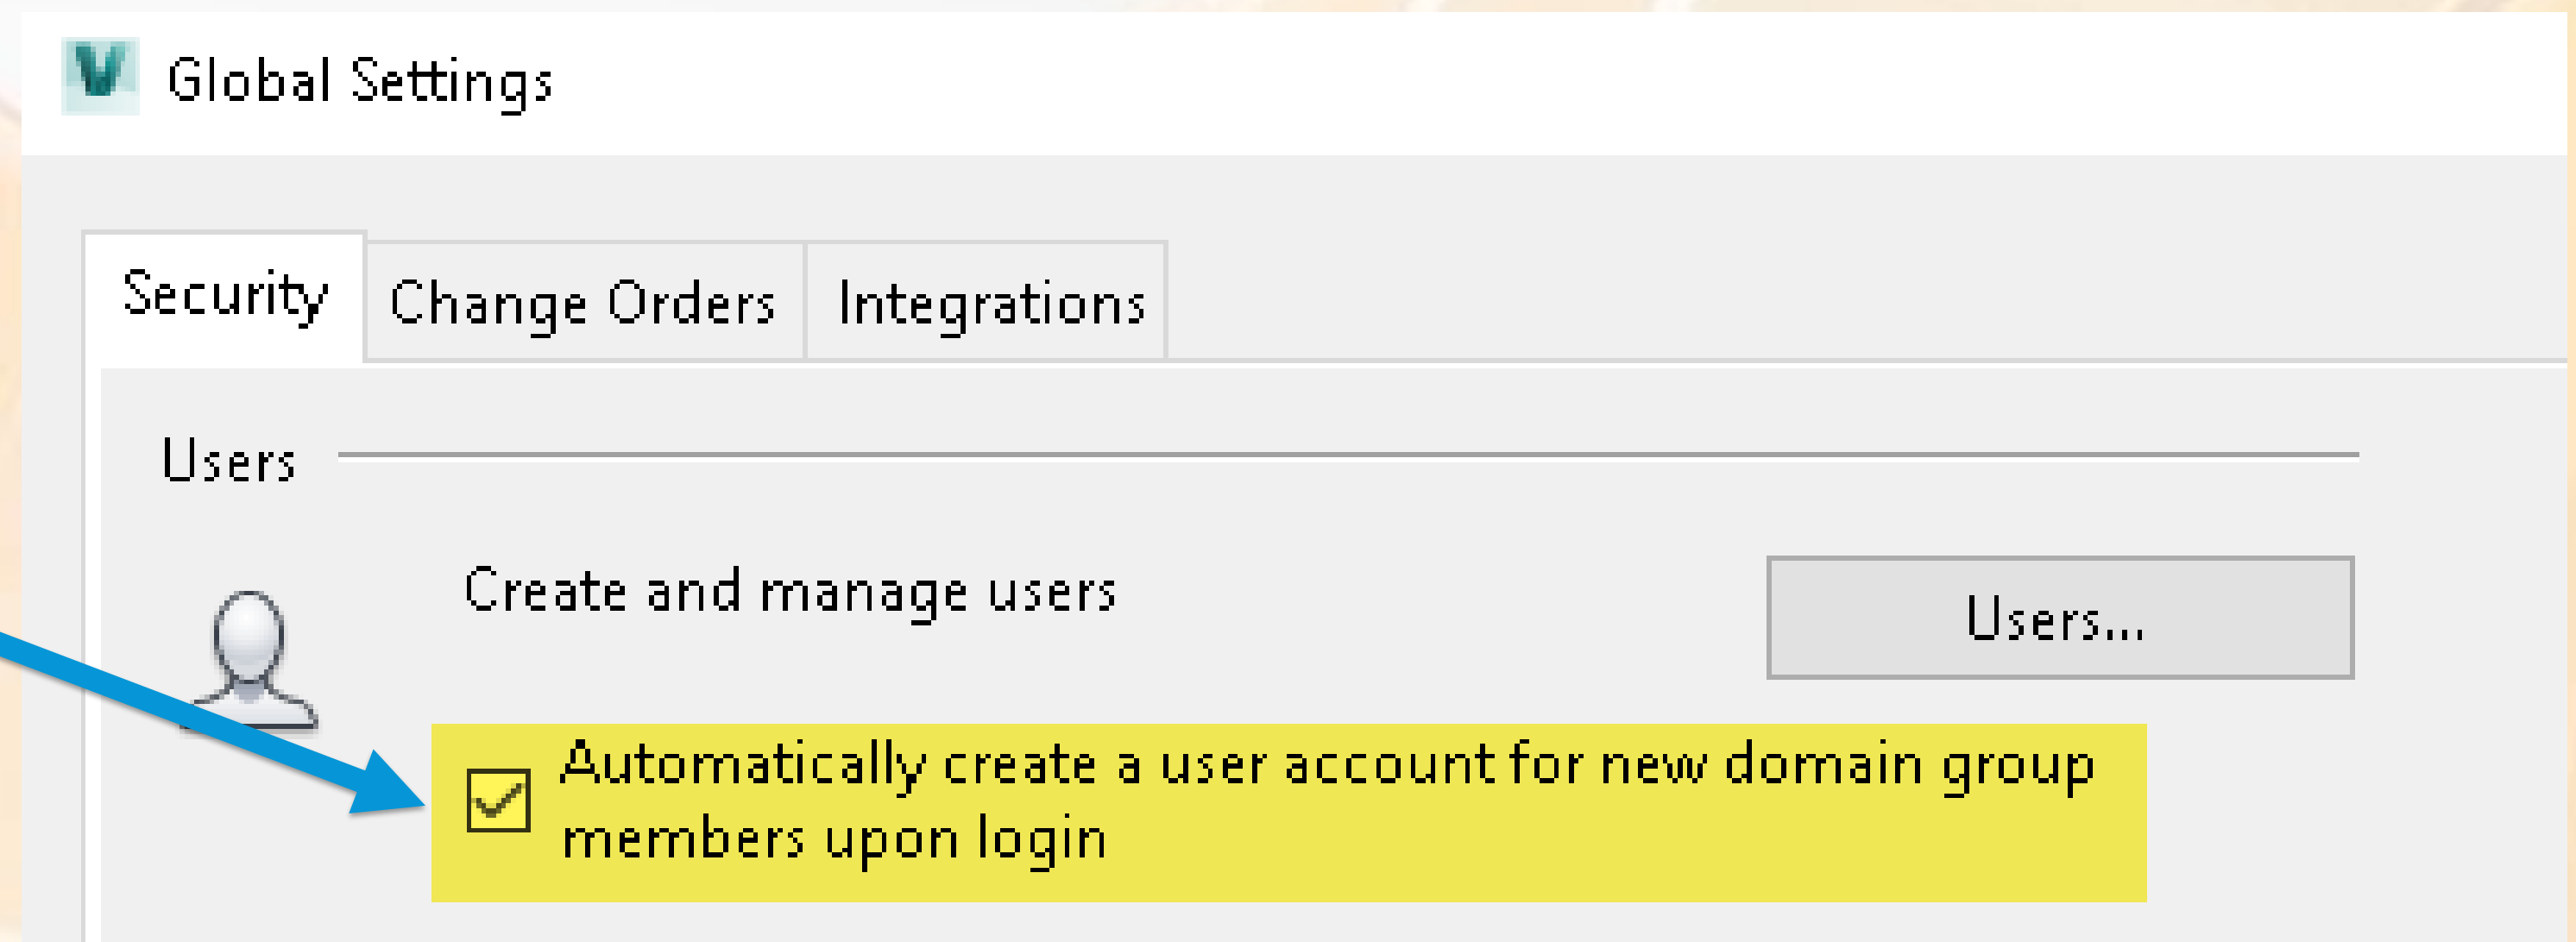 Global Settings
Security
Change Orders
Integrations
Users
Create and manage users
Users...
Automatically create a user account for new domain group
members upon login